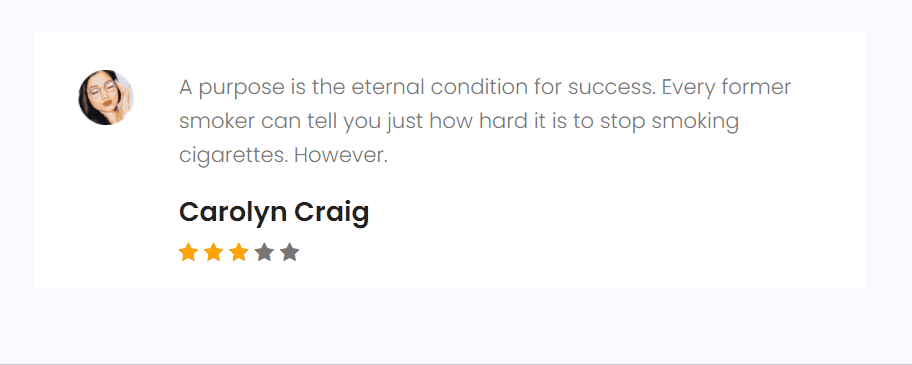 A purpose is the eternal condition for success. Every former
smoker can tell you just how hard it is to stop smoking
cigarettes. However.
Carolyn Craig